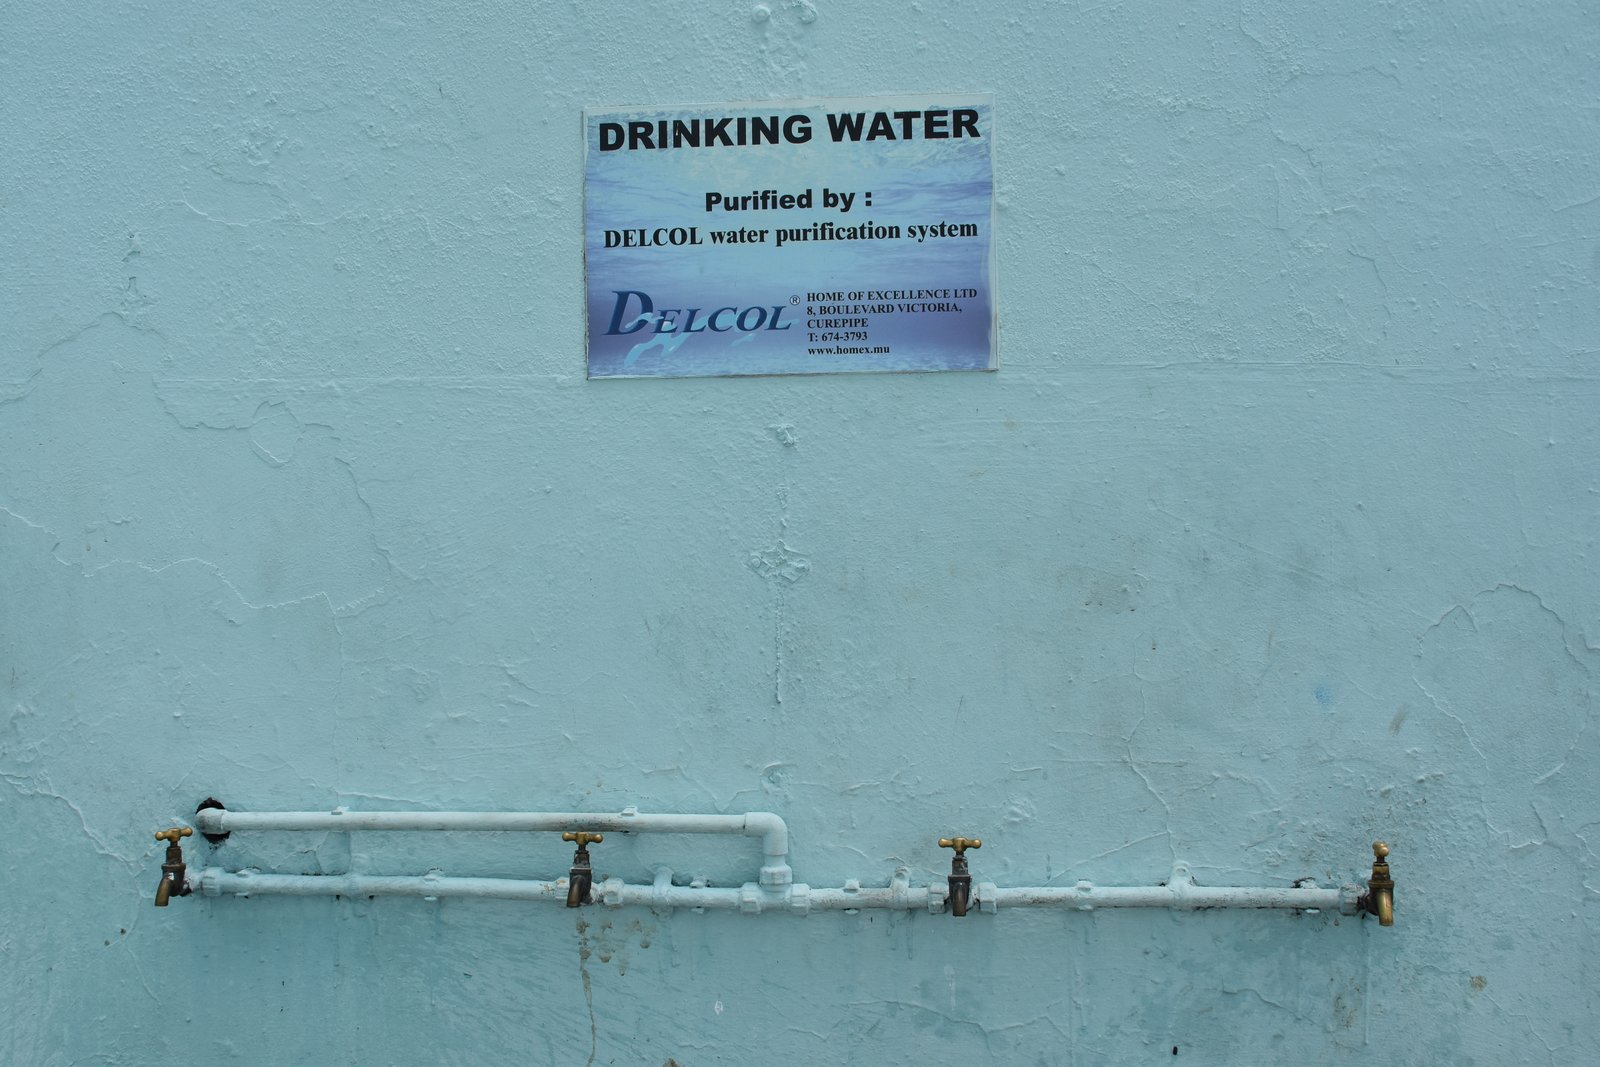 DRINKING WATER
Purified by :
DELCOL water purification system
DELCOL®
HOME OF EXCELLENCE LTD
8, BOULEVARD VICTORIA,
CUREPIPE
T: 674-3793
www.homex.mu